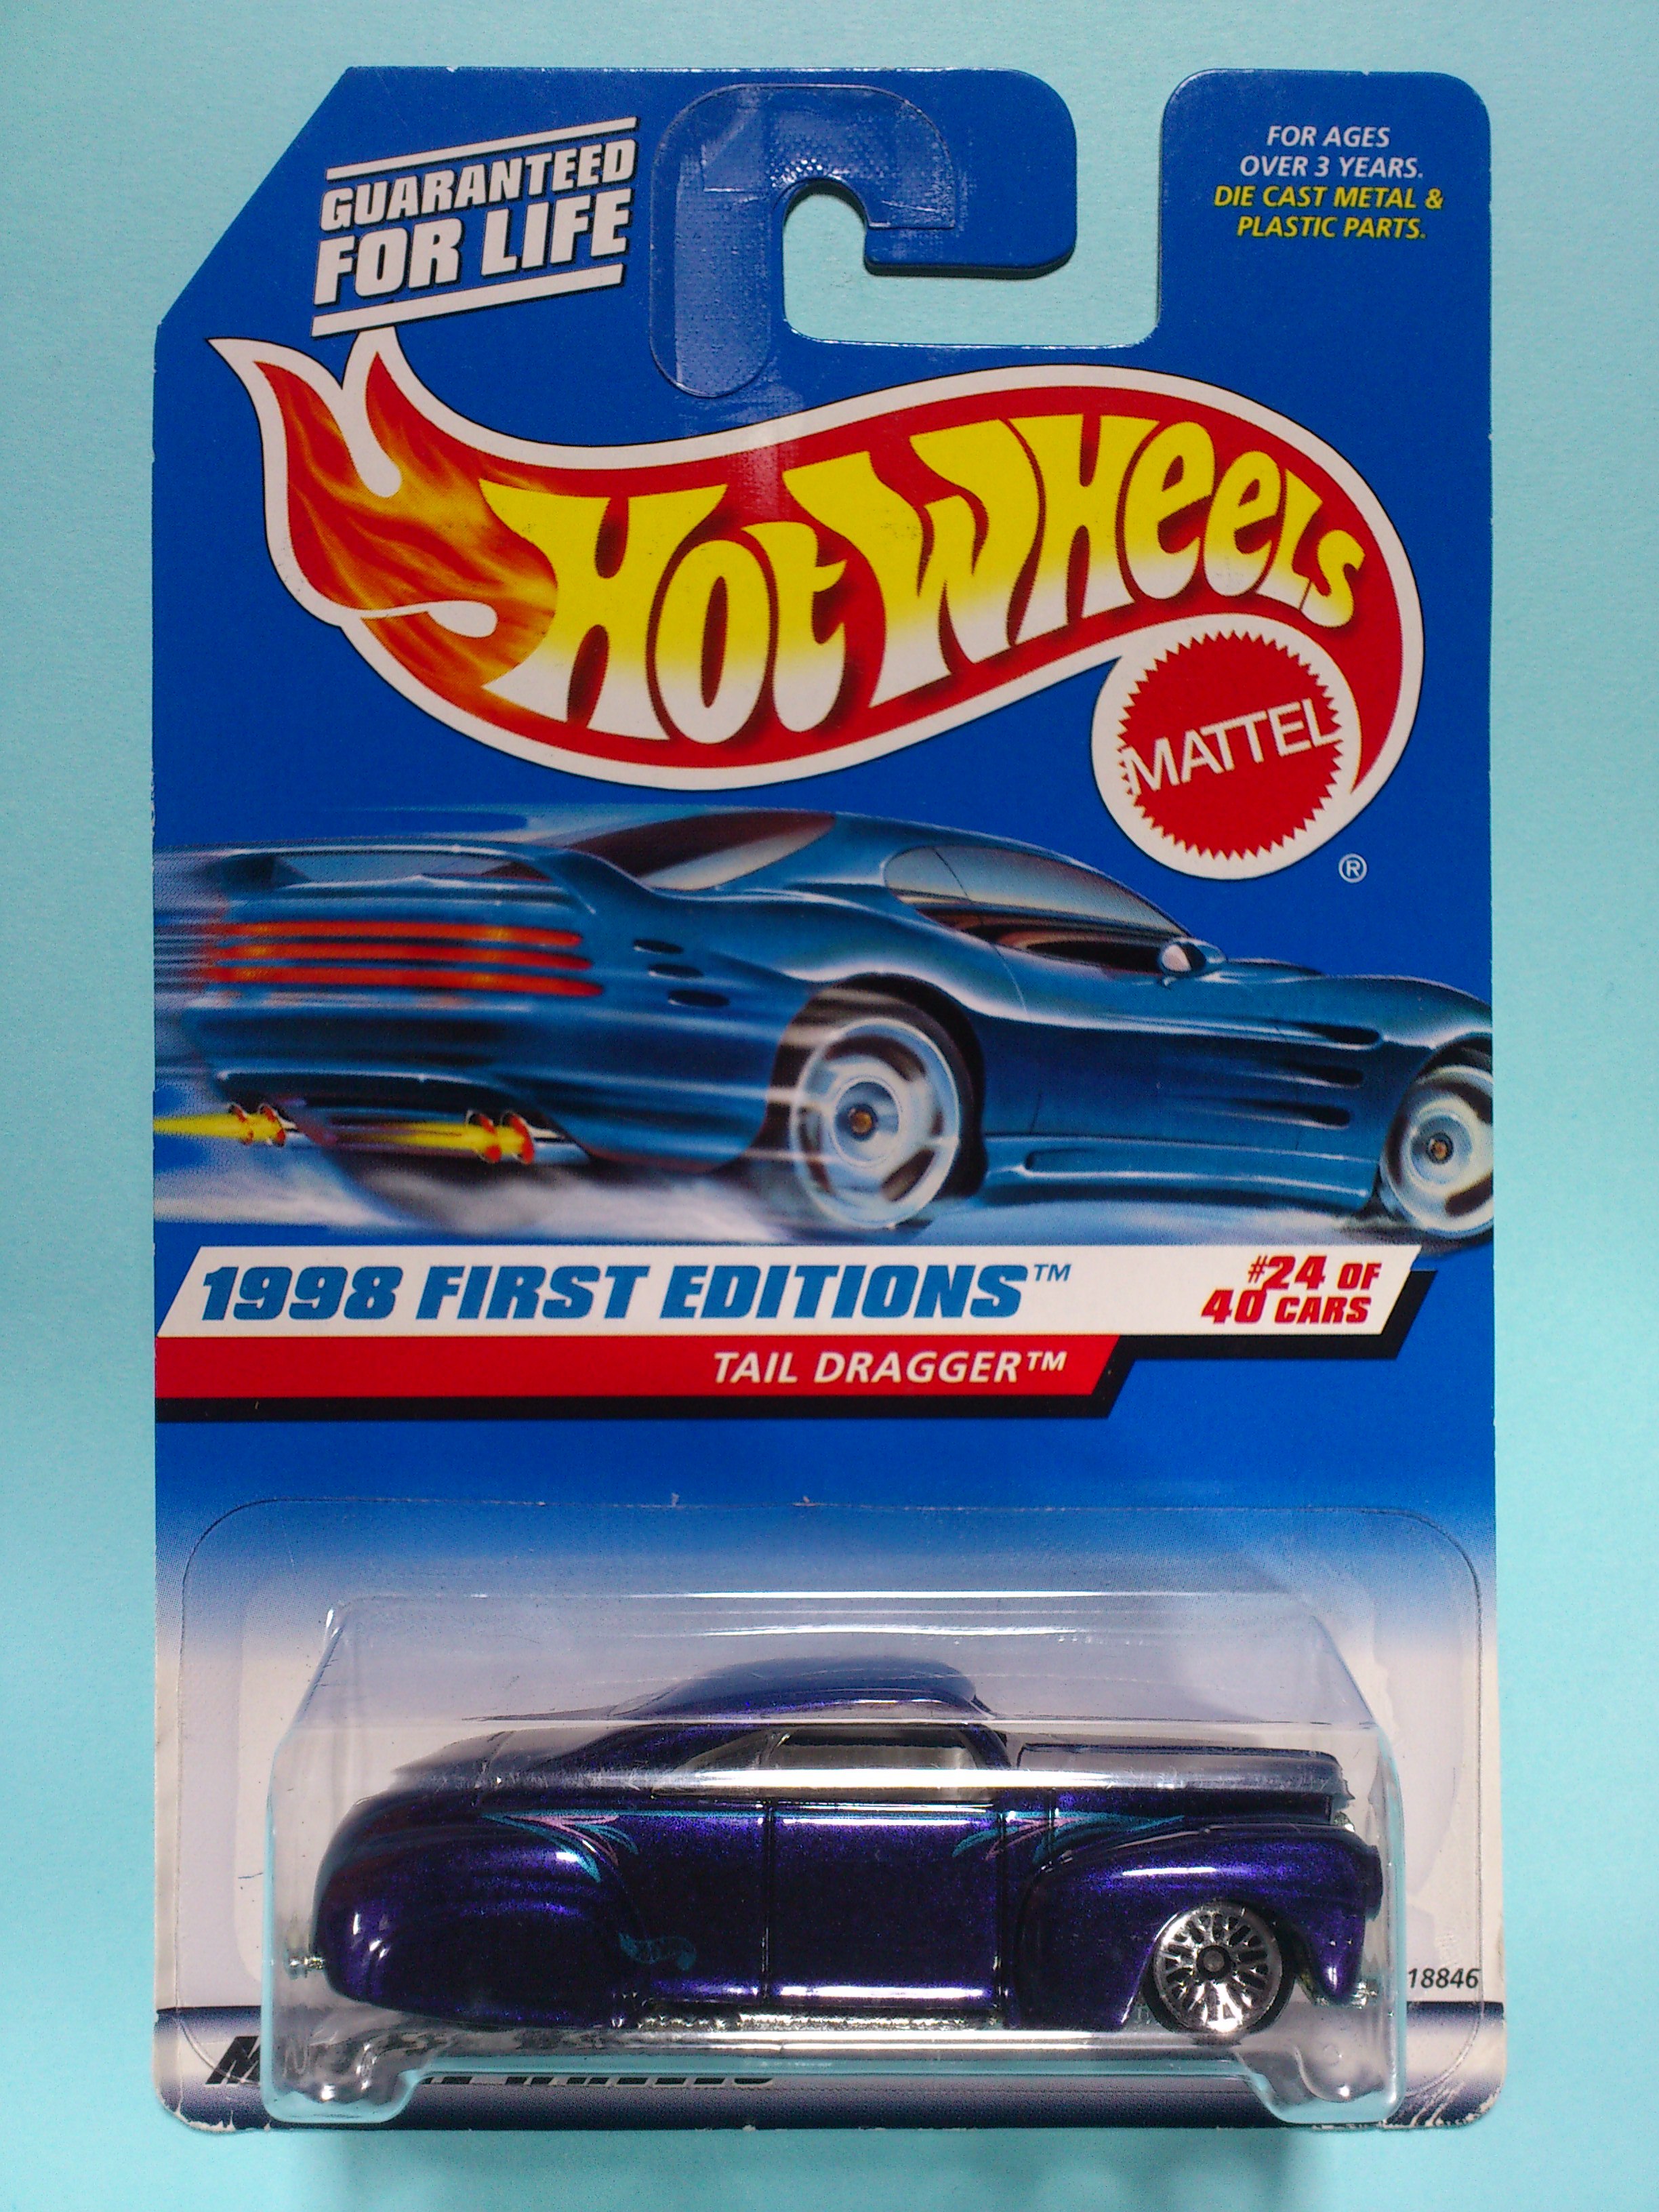 GUARANTEED
FOR LIFE
FOR AGES
OVER 3 YEARS.
DIE CAST METAL &
PLASTIC PARTS.
HOT WHEELS
MATTEL
®
1998 FIRST EDITIONS™
#24 OF
40 CARS
TAIL DRAGGER™
18846